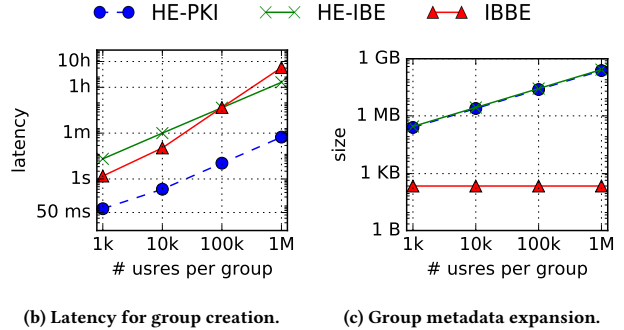 HE-PKI HE-IBE IBBE
10h
1h
1m
1s
50 ms
latency
1k 10k 100k 1M
# usres per group
1 GB
1 MB
1 KB
1 B
size
1k 10k 100k 1M
# usres per group
(b) Latency for group creation.
(c) Group metadata expansion.